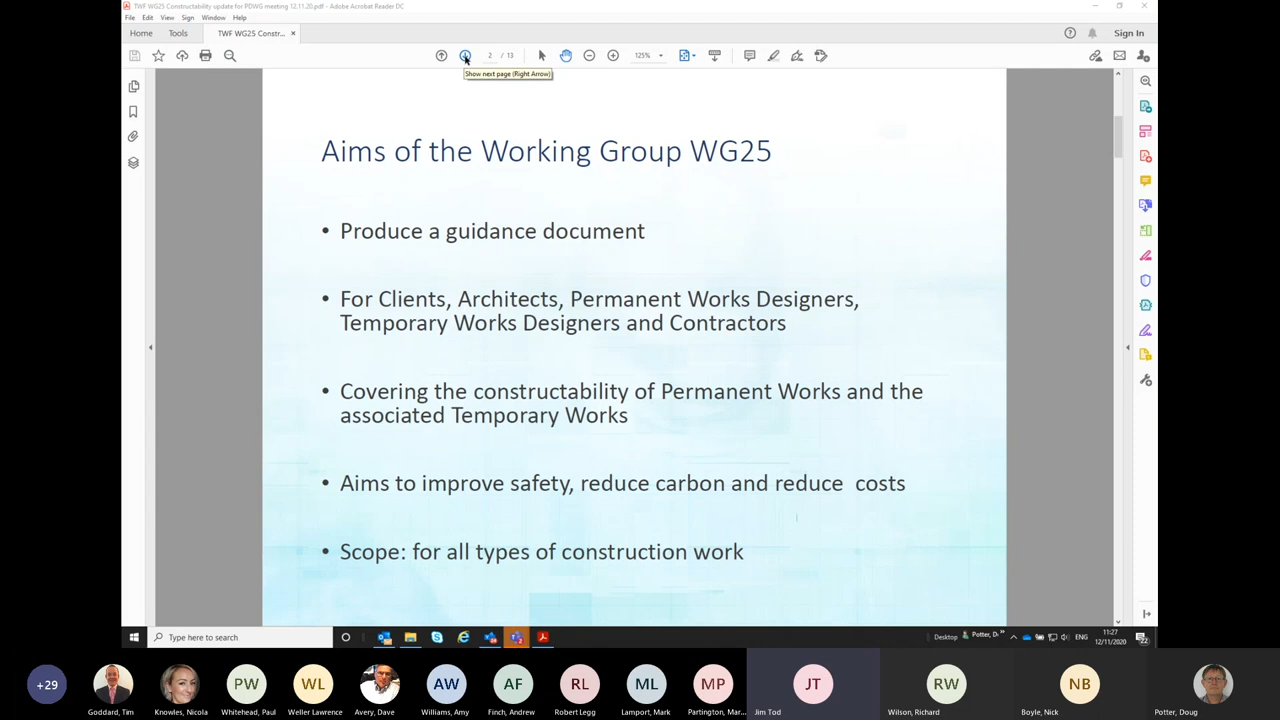 TWF WG25 Constructability update for PDWG meeting 12.11.20.pdf - Adobe Acrobat Reader DC
File Edit View Sign Window Help
Home Tools TWF WG25 Constr... × Sign In
2 / 13 125%
Show next page (Right Arrow)
Aims of the Working Group WG25
• Produce a guidance document
• For Clients, Architects, Permanent Works Designers,
Temporary Works Designers and Contractors
• Covering the constructability of Permanent Works and the
associated Temporary Works
• Aims to improve safety, reduce carbon and reduce costs
• Scope: for all types of construction work
Type here to search Desktop Potter, D... ENG 11:27
12/11/2020 22
+29 PW WL AW AF RL ML MP JT RW NB
Goddard, Tim Knowles, Nicola Whitehead, Paul Weller Lawrence Avery, Dave Williams, Amy Finch, Andrew Robert Legg Lamport, Mark Partington, Mar... Jim Tod Wilson, Richard Boyle, Nick Potter, Doug